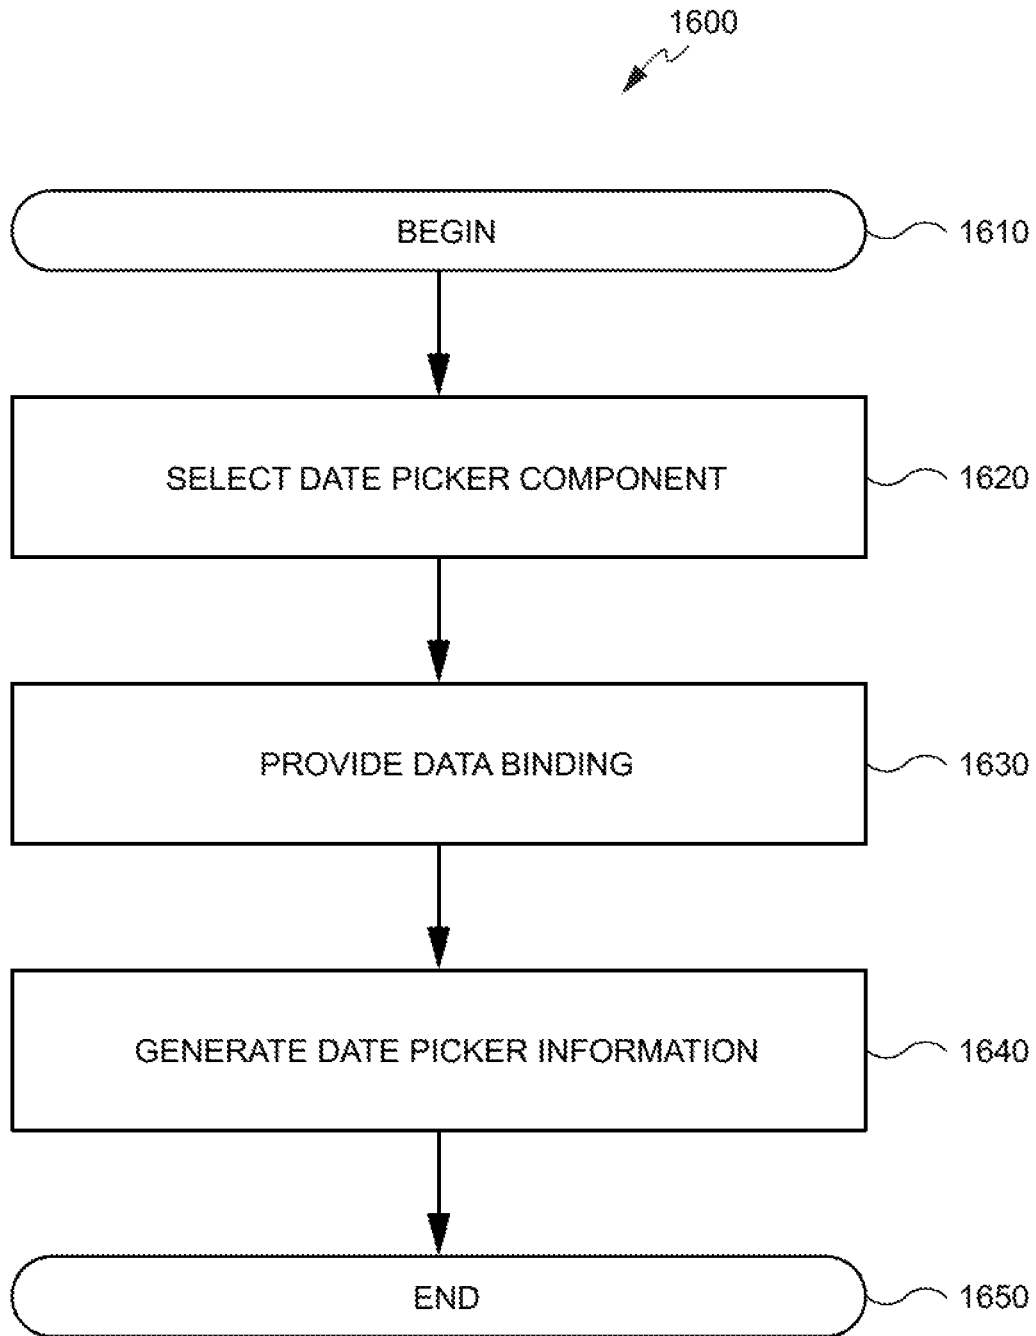 1600
BEGIN
1610
SELECT DATE PICKER COMPONENT
1620
PROVIDE DATA BINDING
1630
GENERATE DATE PICKER INFORMATION
1640
END
1650